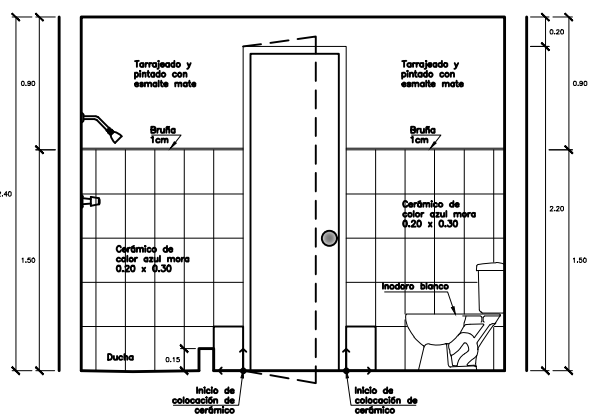 0.20
Tarrajeado y
pintado con
esmalte mate
Tarrajeado y
pintado con
esmalte mate
0.90
0.90
Bruña
1cm
Bruña
1cm
2.40
2.20
Cerámico de
color azul mora
0.20 x 0.30
Cerámico de
color azul mora
0.20 x 0.30
1.50
1.50
Inodoro blanco
Ducha
0.15
Inicio de
colocación de
cerámico
Inicio de
colocación de
cerámico